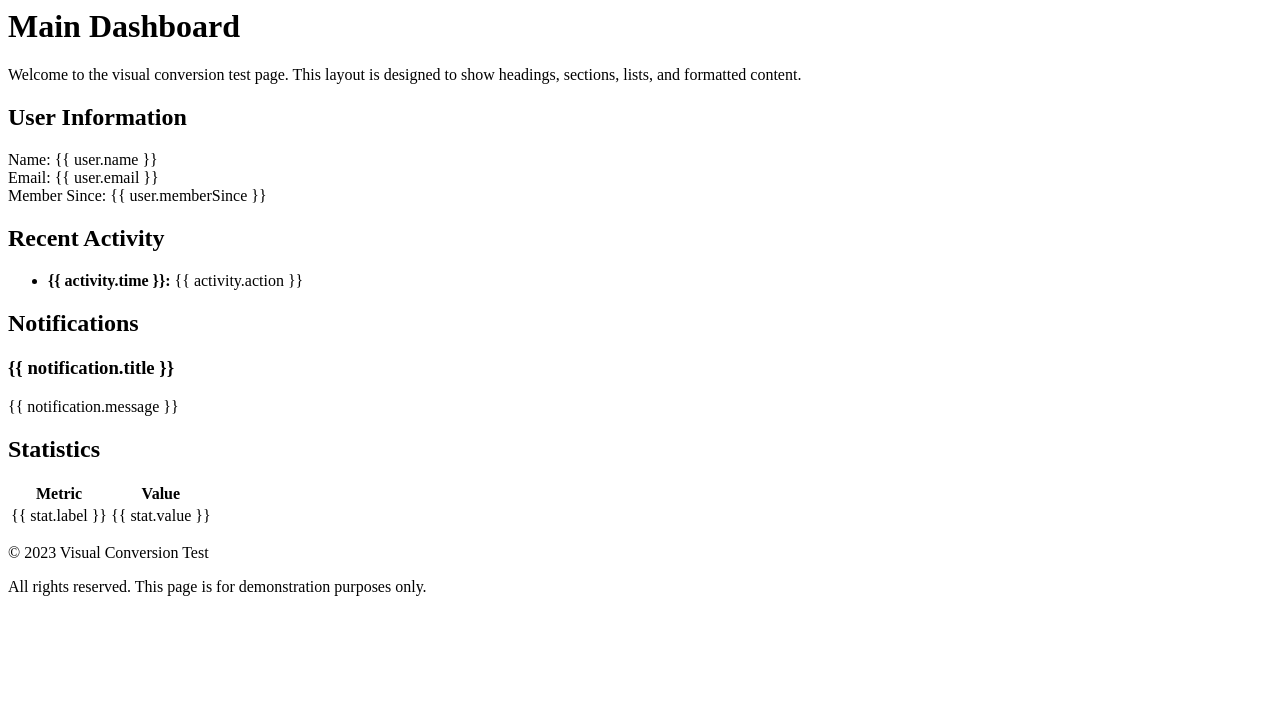 Main Dashboard
Welcome to the visual conversion test page. This layout is designed to show headings, sections, lists, and formatted content.
User Information
Name: {{ user.name }}
Email: {{ user.email }}
Member Since: {{ user.memberSince }}
Recent Activity
{{ activity.time }}: {{ activity.action }}
Notifications
{{ notification.title }}
{{ notification.message }}
Statistics
Metric Value
{{ stat.label }} {{ stat.value }}
© 2023 Visual Conversion Test
All rights reserved. This page is for demonstration purposes only.